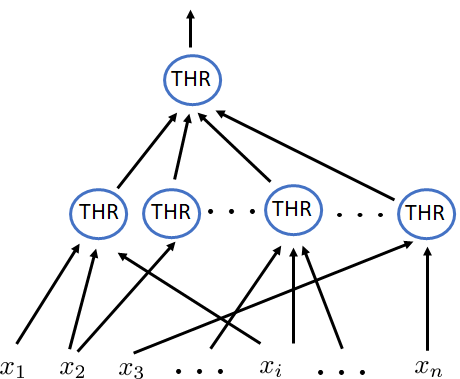 THR
THR THR . . . THR . . . THR
x₁ x₂ x₃ . . . xᵢ . . . xₙ